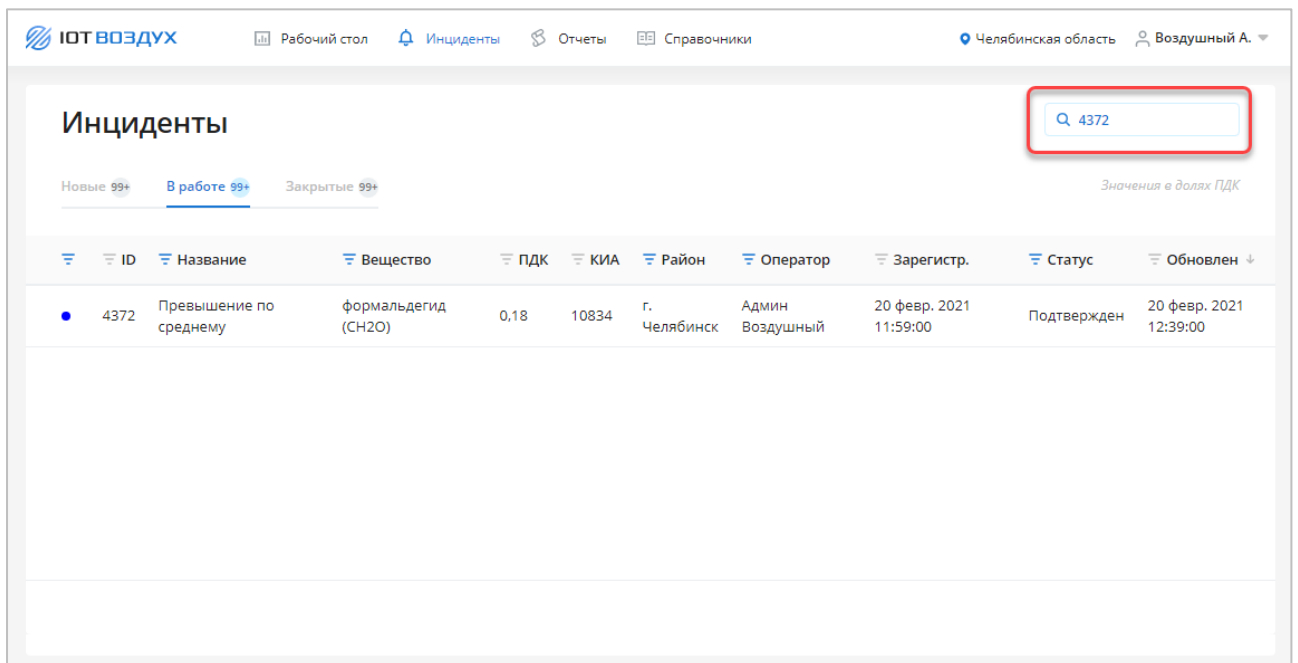 IOT ВОЗДУХ Рабочий стол Инциденты Отчеты Справочники Челябинская область Воздушный А.
Инциденты 4372
Новые 99+ В работе 99+ Закрытые 99+ Значения в долях ПДК
ID Название Вещество ПДК КИА Район Оператор Зарегистр. Статус Обновлен
Превышение по формальдегид г. Админ 20 февр. 2021 20 февр. 2021
4372 0,18 10834 Подтвержден
среднему (CH2O) Челябинск Воздушный 11:59:00 12:39:00